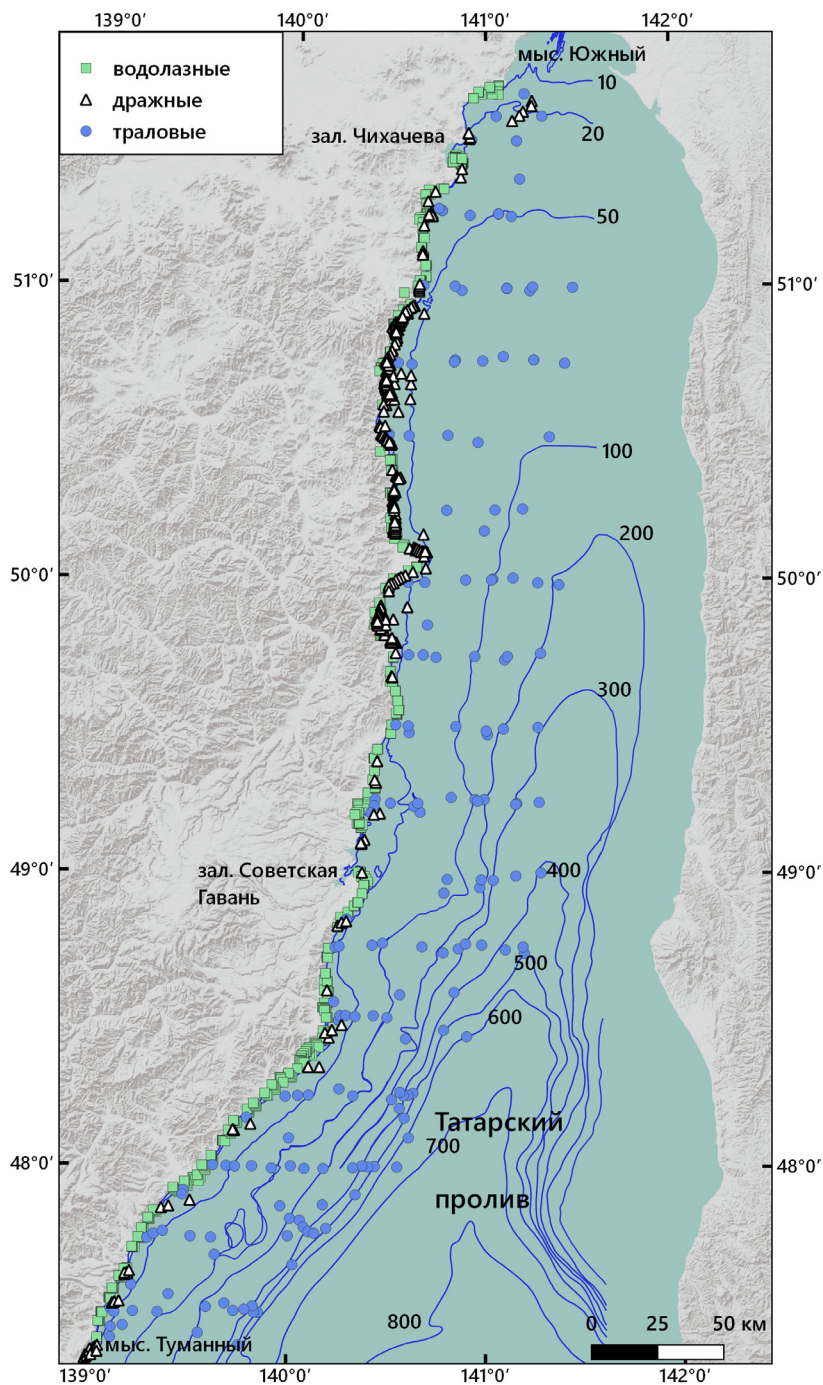 139°0' 140°0' 141°0' 142°0'
водолазные
дражные
траловые
мыс. Южный
10
зал. Чихачева
20
50
51°0' 51°0'
100
200
50°0' 50°0'
300
49°0' 49°0'
зал. Советская
Гавань
400
500
600
Татарский
700
48°0' 48°0'
пролив
800
0 25 50 км
мыс. Туманный
139°0' 140°0' 141°0' 142°0'